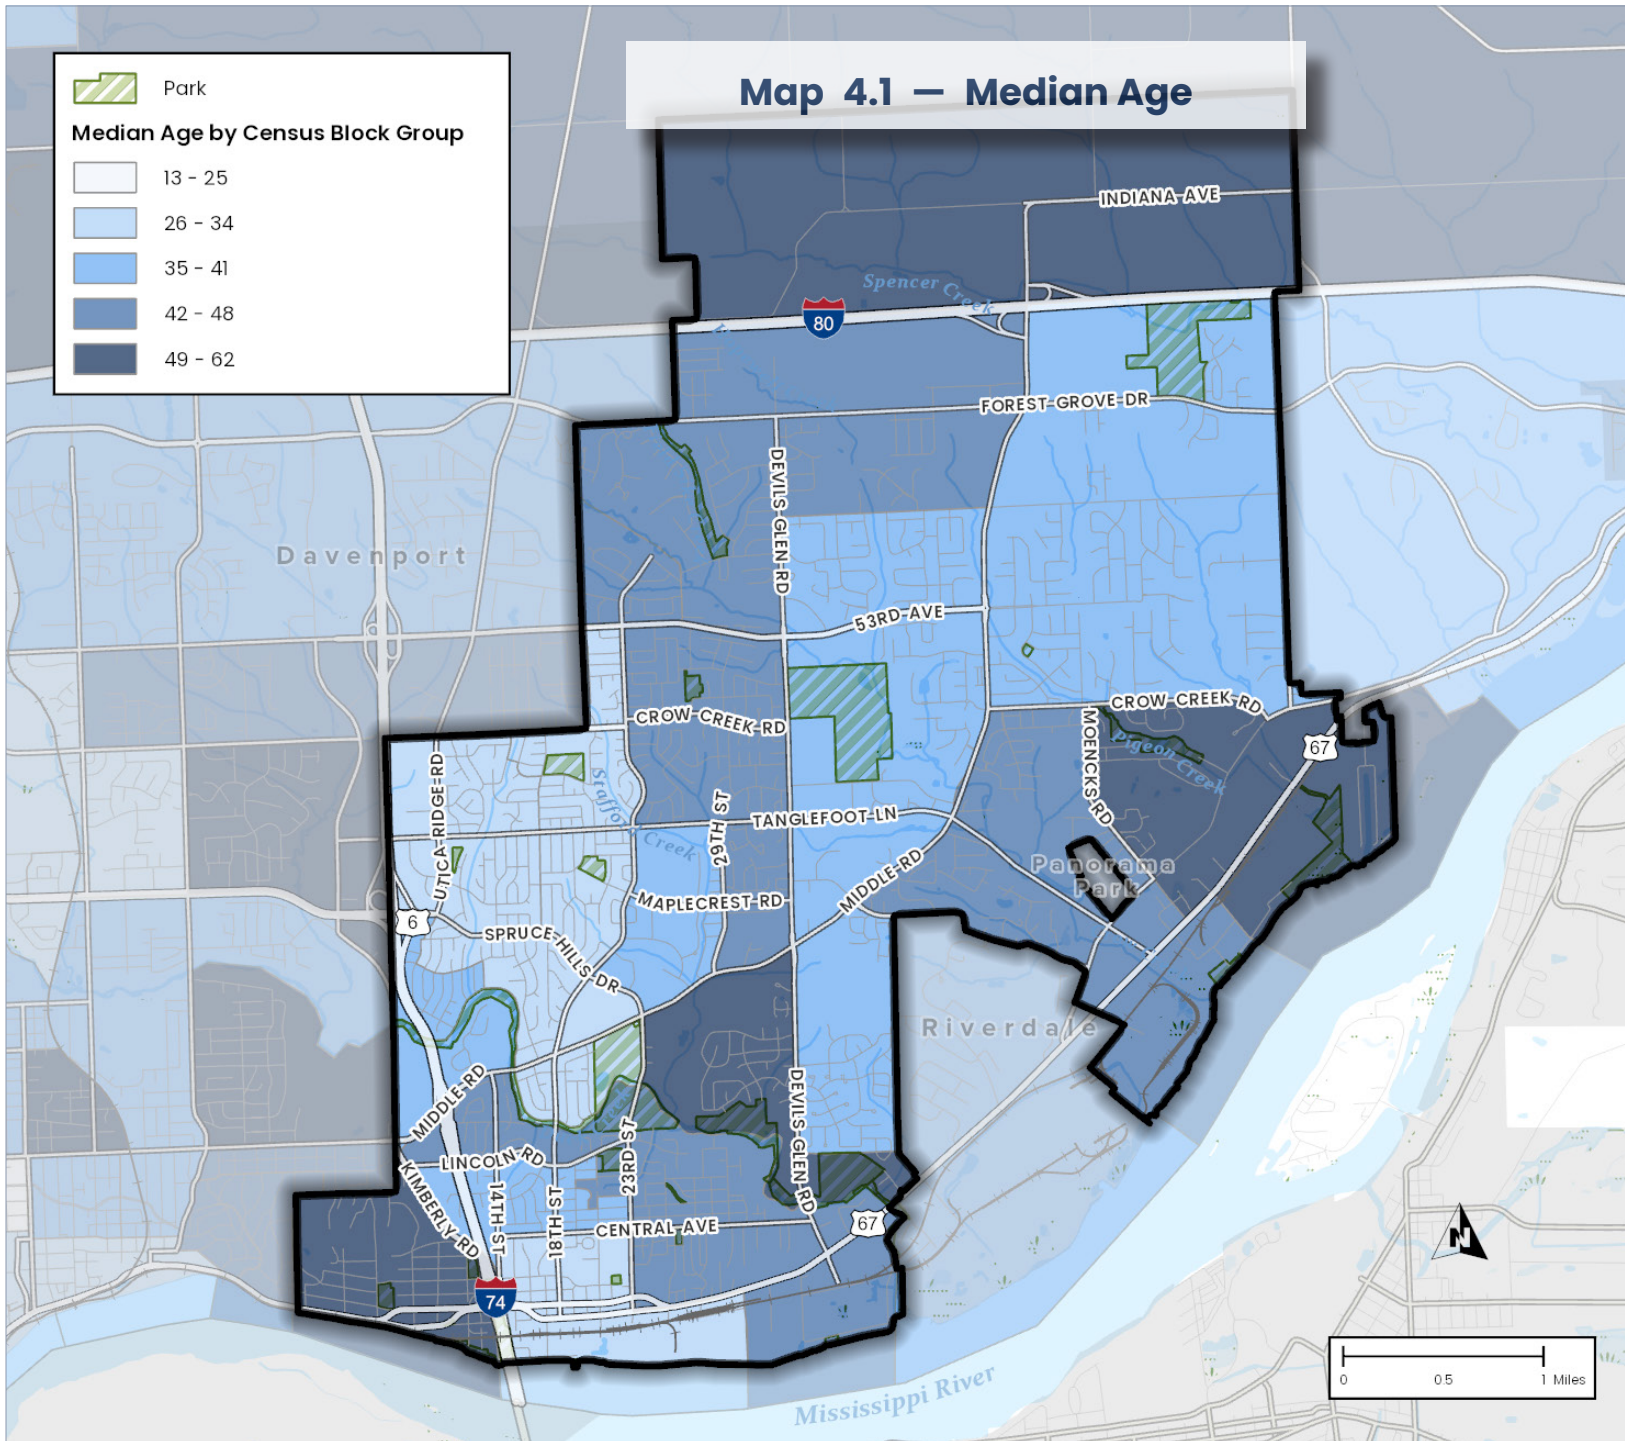 Map 4.1 — Median Age
Park
Median Age by Census Block Group
13 - 25
26 - 34
35 - 41
42 - 48
49 - 62
INDIANA AVE
Spencer Creek
80
FOREST GROVE DR
DEVILS GLEN RD
Davenport
53RD AVE
CROW CREEK RD
CROW CREEK RD
MOENCKS RD
Pigeon Creek
67
UTICA RIDGE RD
Stafford Creek
29TH ST
TANGLEFOOT LN
MIDDLE RD
Panorama
Park
MAPLECREST RD
6
SPRUCE HILLS DR
Riverdale
MIDDLE RD
DEVILS GLEN RD
LINCOLN RD
23RD ST
KIMBERLY RD
14TH ST
18TH ST
CENTRAL AVE
67
N
74
Mississippi River
0 0.5 1 Miles